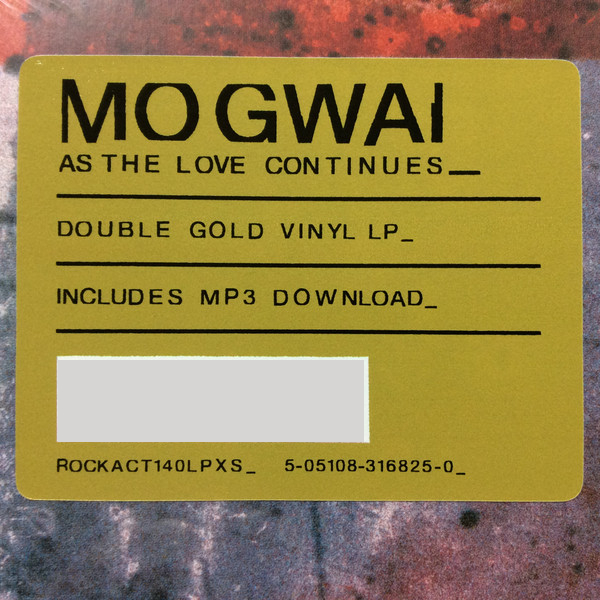 MOGWAI
AS THE LOVE CONTINUES_
DOUBLE GOLD VINYL LP_
INCLUDES MP3 DOWNLOAD_
ROCKACT140LPXS_ 5-05108-316825-0_